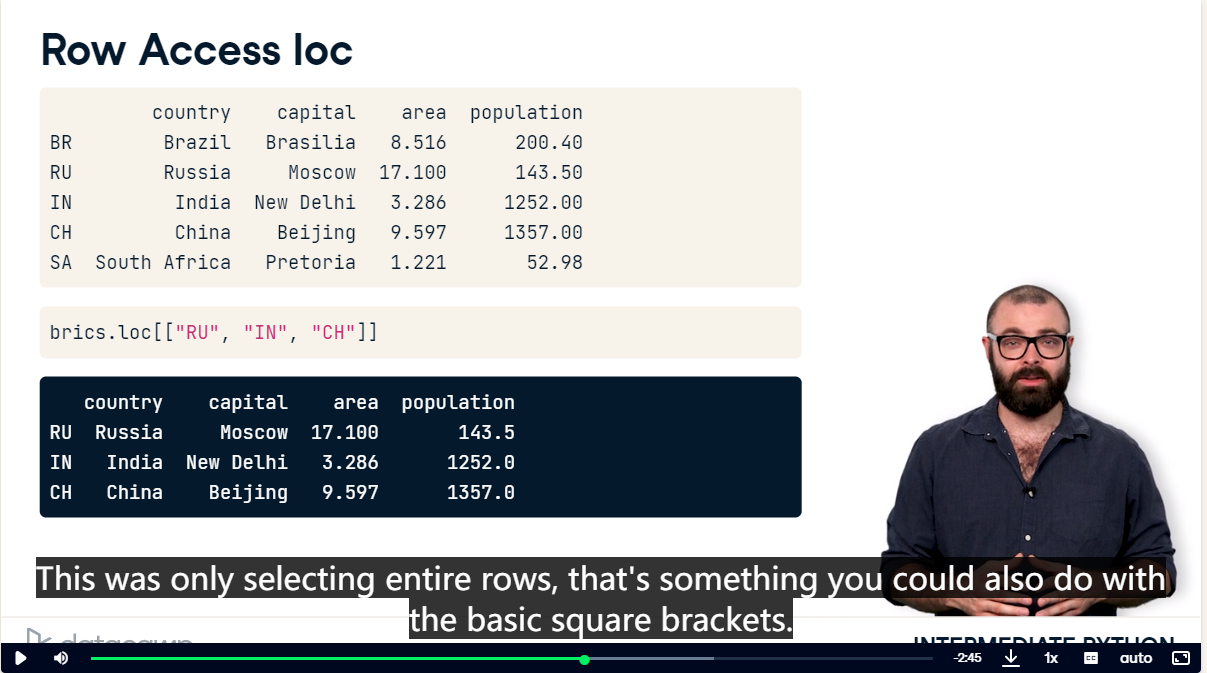 Row Access loc
country capital area population
BR Brazil Brasilia 8.516 200.40
RU Russia Moscow 17.100 143.50
IN India New Delhi 3.286 1252.00
CH China Beijing 9.597 1357.00
SA South Africa Pretoria 1.221 52.98
brics.loc[["RU", "IN", "CH"]]
country capital area population
RU Russia Moscow 17.100 143.5
IN India New Delhi 3.286 1252.0
CH China Beijing 9.597 1357.0
This was only selecting entire rows, that's something you could also do with
the basic square brackets.
datacamp
INTERMEDIATE PYTHON
-2:45 1x CC auto